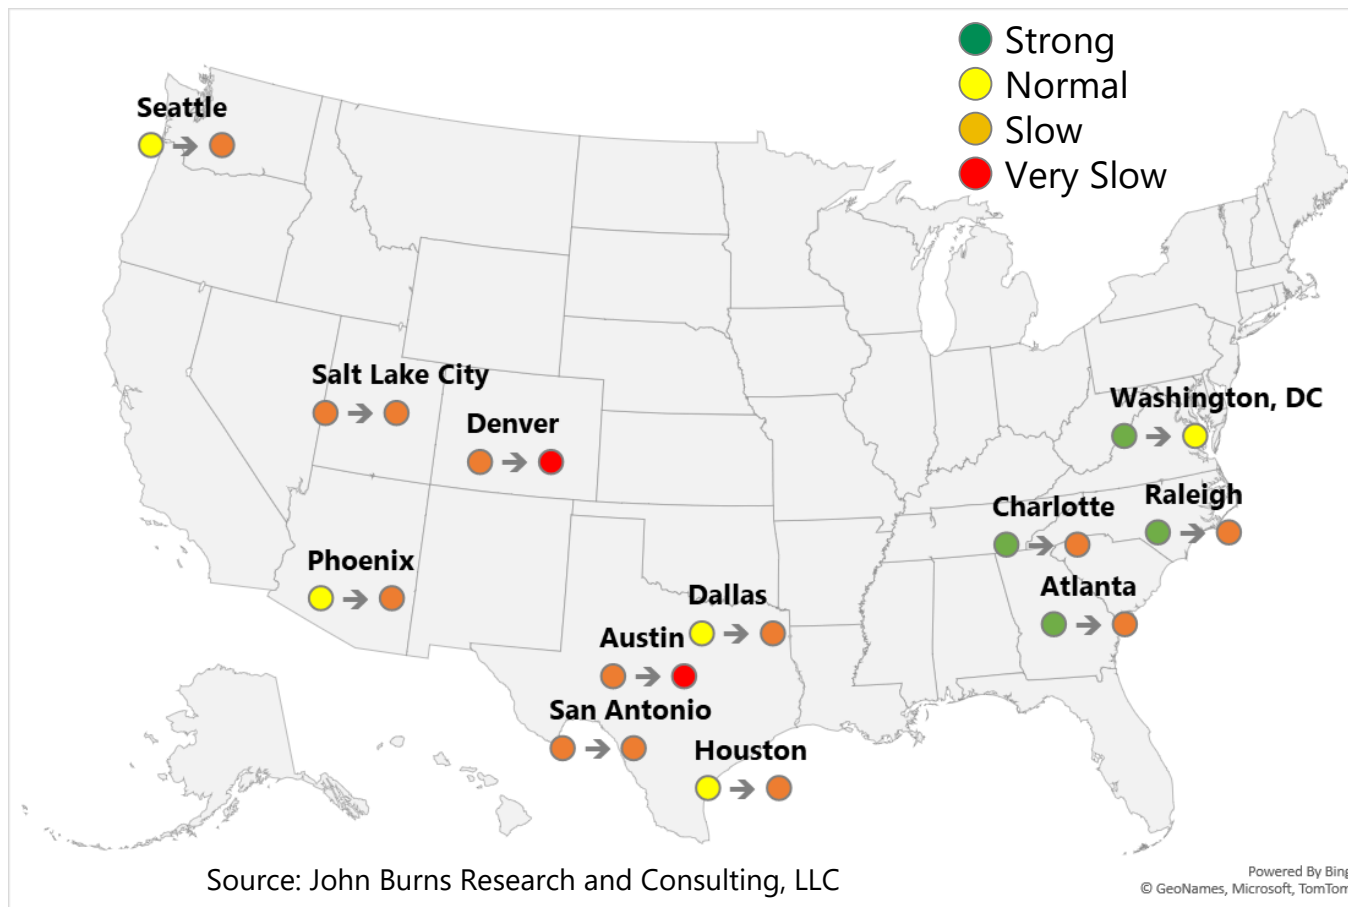 Strong
Normal
Slow
Very Slow
Seattle
Salt Lake City
Denver
Washington, DC
Charlotte
Raleigh
Phoenix
Atlanta
Dallas
Austin
San Antonio
Houston
Source: John Burns Research and Consulting, LLC
Powered By Bing
© GeoNames, Microsoft, TomTom